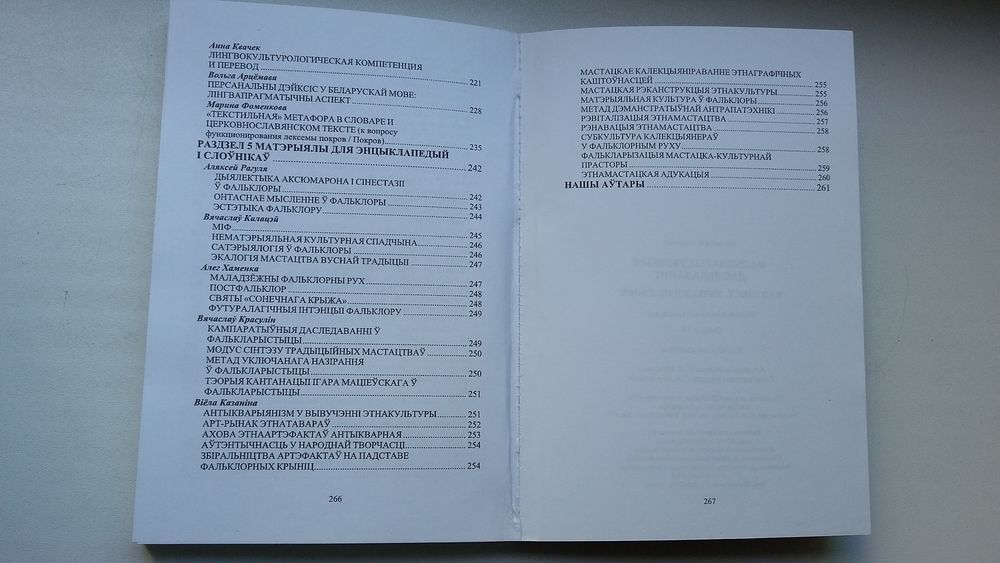 Анна Квачек
ЛИНГВОКУЛЬТУРОЛОГИЧЕСКАЯ КОМПЕТЕНЦИЯ
И ПЕРЕВОД 221
Вольга Арцёмава
ПЕРСАНАЛЬНЫ ДЭЙКСІС У БЕЛАРУСКАЙ МОВЕ:
ЛІНГВАПРАГМАТЫЧНЫ АСПЕКТ 228
Марина Фоменкова
«ТЕКСТИЛЬНАЯ» МЕТАФОРА В СЛОВАРЕ И
ЦЕРКОВНОСЛАВЯНСКОМ ТЕКСТЕ (к вопросу
функционирования лексемы покров / Покров) 235
РАЗДЗЕЛ 5 МАТЭРЫЯЛЫ ДЛЯ ЭНЦЫКЛАПЕДЫЙ
І СЛОЎНІКАЎ 242
Аляксей Рагуля
ДЫЯЛЕКТЫКА АКСЮМАРОНА І СІНЕСТАЗІІ
Ў ФАЛЬКЛОРЫ 242
ОНТАСНАЕ МЫСЛЕННЕ Ў ФАЛЬКЛОРЫ 243
ЭСТЭТЫКА ФАЛЬКЛОРУ 244
Вячаслаў Калацэй
МІФ 245
НЕМАТЭРЫЯЛЬНАЯ КУЛЬТУРНАЯ СПАДЧЫНА 246
САТЭРЫЯЛОГІЯ Ў ФАЛЬКЛОРЫ 246
ЭКАЛОГІЯ МАСТАЦТВА ВУСНАЙ ТРАДЫЦЫІ 247
Алег Хаменка
МАЛАДЗЁЖНЫ ФАЛЬКЛОРНЫ РУХ 247
ПОСТФАЛЬКЛОР 248
СВЯТЫ «СОНЕЧНАГА КРЫЖА» 248
ФУТУРАЛАГІЧНЫЯ ІНТЭНЦЫІ ФАЛЬКЛОРУ 249
Вячаслаў Красулін
КАМПАРАТЫЎНЫЯ ДАСЛЕДАВАННІ Ў
ФАЛЬКЛАРЫСТЫЦЫ 249
МОДУС СІНТЭЗУ ТРАДЫЦЫЙНЫХ МАСТАЦТВАЎ 250
МЕТАД УКЛЮЧАНАГА НАЗІРАННЯ
Ў ФАЛЬКЛАРЫСТЫЦЫ 250
ТЭОРЫЯ КАНТАНАЦЫІ ІГАРА МАЦІЕЎСКАГА Ў
ФАЛЬКЛАРЫСТЫЦЫ 251
Віёла Казаніна
АНТЫКВАРЫЯНІЗМ У ВЫВУЧЭННІ ЭТНАКУЛЬТУРЫ 251
АРТ-РЫНАК ЭТНАТАВАРАЎ 252
АХОВА ЭТНААРТЭФАКТАЎ АНТЫКВАРНАЯ 253
АЎТЭНТЫЧНАСЦЬ У НАРОДНАЙ ТВОРЧАСЦІ 254
ЗБІРАЛЬНІЦТВА АРТЭФАКТАЎ НА ПАДСТАВЕ
ФАЛЬКЛОРНЫХ КРЫНІЦ 254
266
МАСТАЦКАЕ КАЛЕКЦЫЯНІРАВАННЕ ЭТНАГРАФІЧНЫХ
КАШТОЎНАСЦЕЙ 255
МАСТАЦКАЯ РЭКАНСТРУКЦЫЯ ЭТНАКУЛЬТУРЫ 255
МАТЭРЫЯЛЬНАЯ КУЛЬТУРА Ў ФАЛЬКЛОРЫ 256
МЕТАД ДЭМАНСТРАТЫЎНАЙ АНТРАПАТЭХНІКІ 256
РЭВІТАЛІЗАЦЫЯ ЭТНАМАСТАЦТВА 257
РЭНАВАЦЫЯ ЭТНАМАСТАЦТВА 258
СУБКУЛЬТУРА КАЛЕКЦЫЯНЕРАЎ
У ФАЛЬКЛОРНЫМ РУХУ 258
ФАЛЬКЛАРЫЗАЦЫЯ МАСТАЦКА-КУЛЬТУРНАЙ
ПРАСТОРЫ 259
ЭТНАМАСТАЦКАЯ АДУКАЦЫЯ 260
НАШЫ АЎТАРЫ 261
267